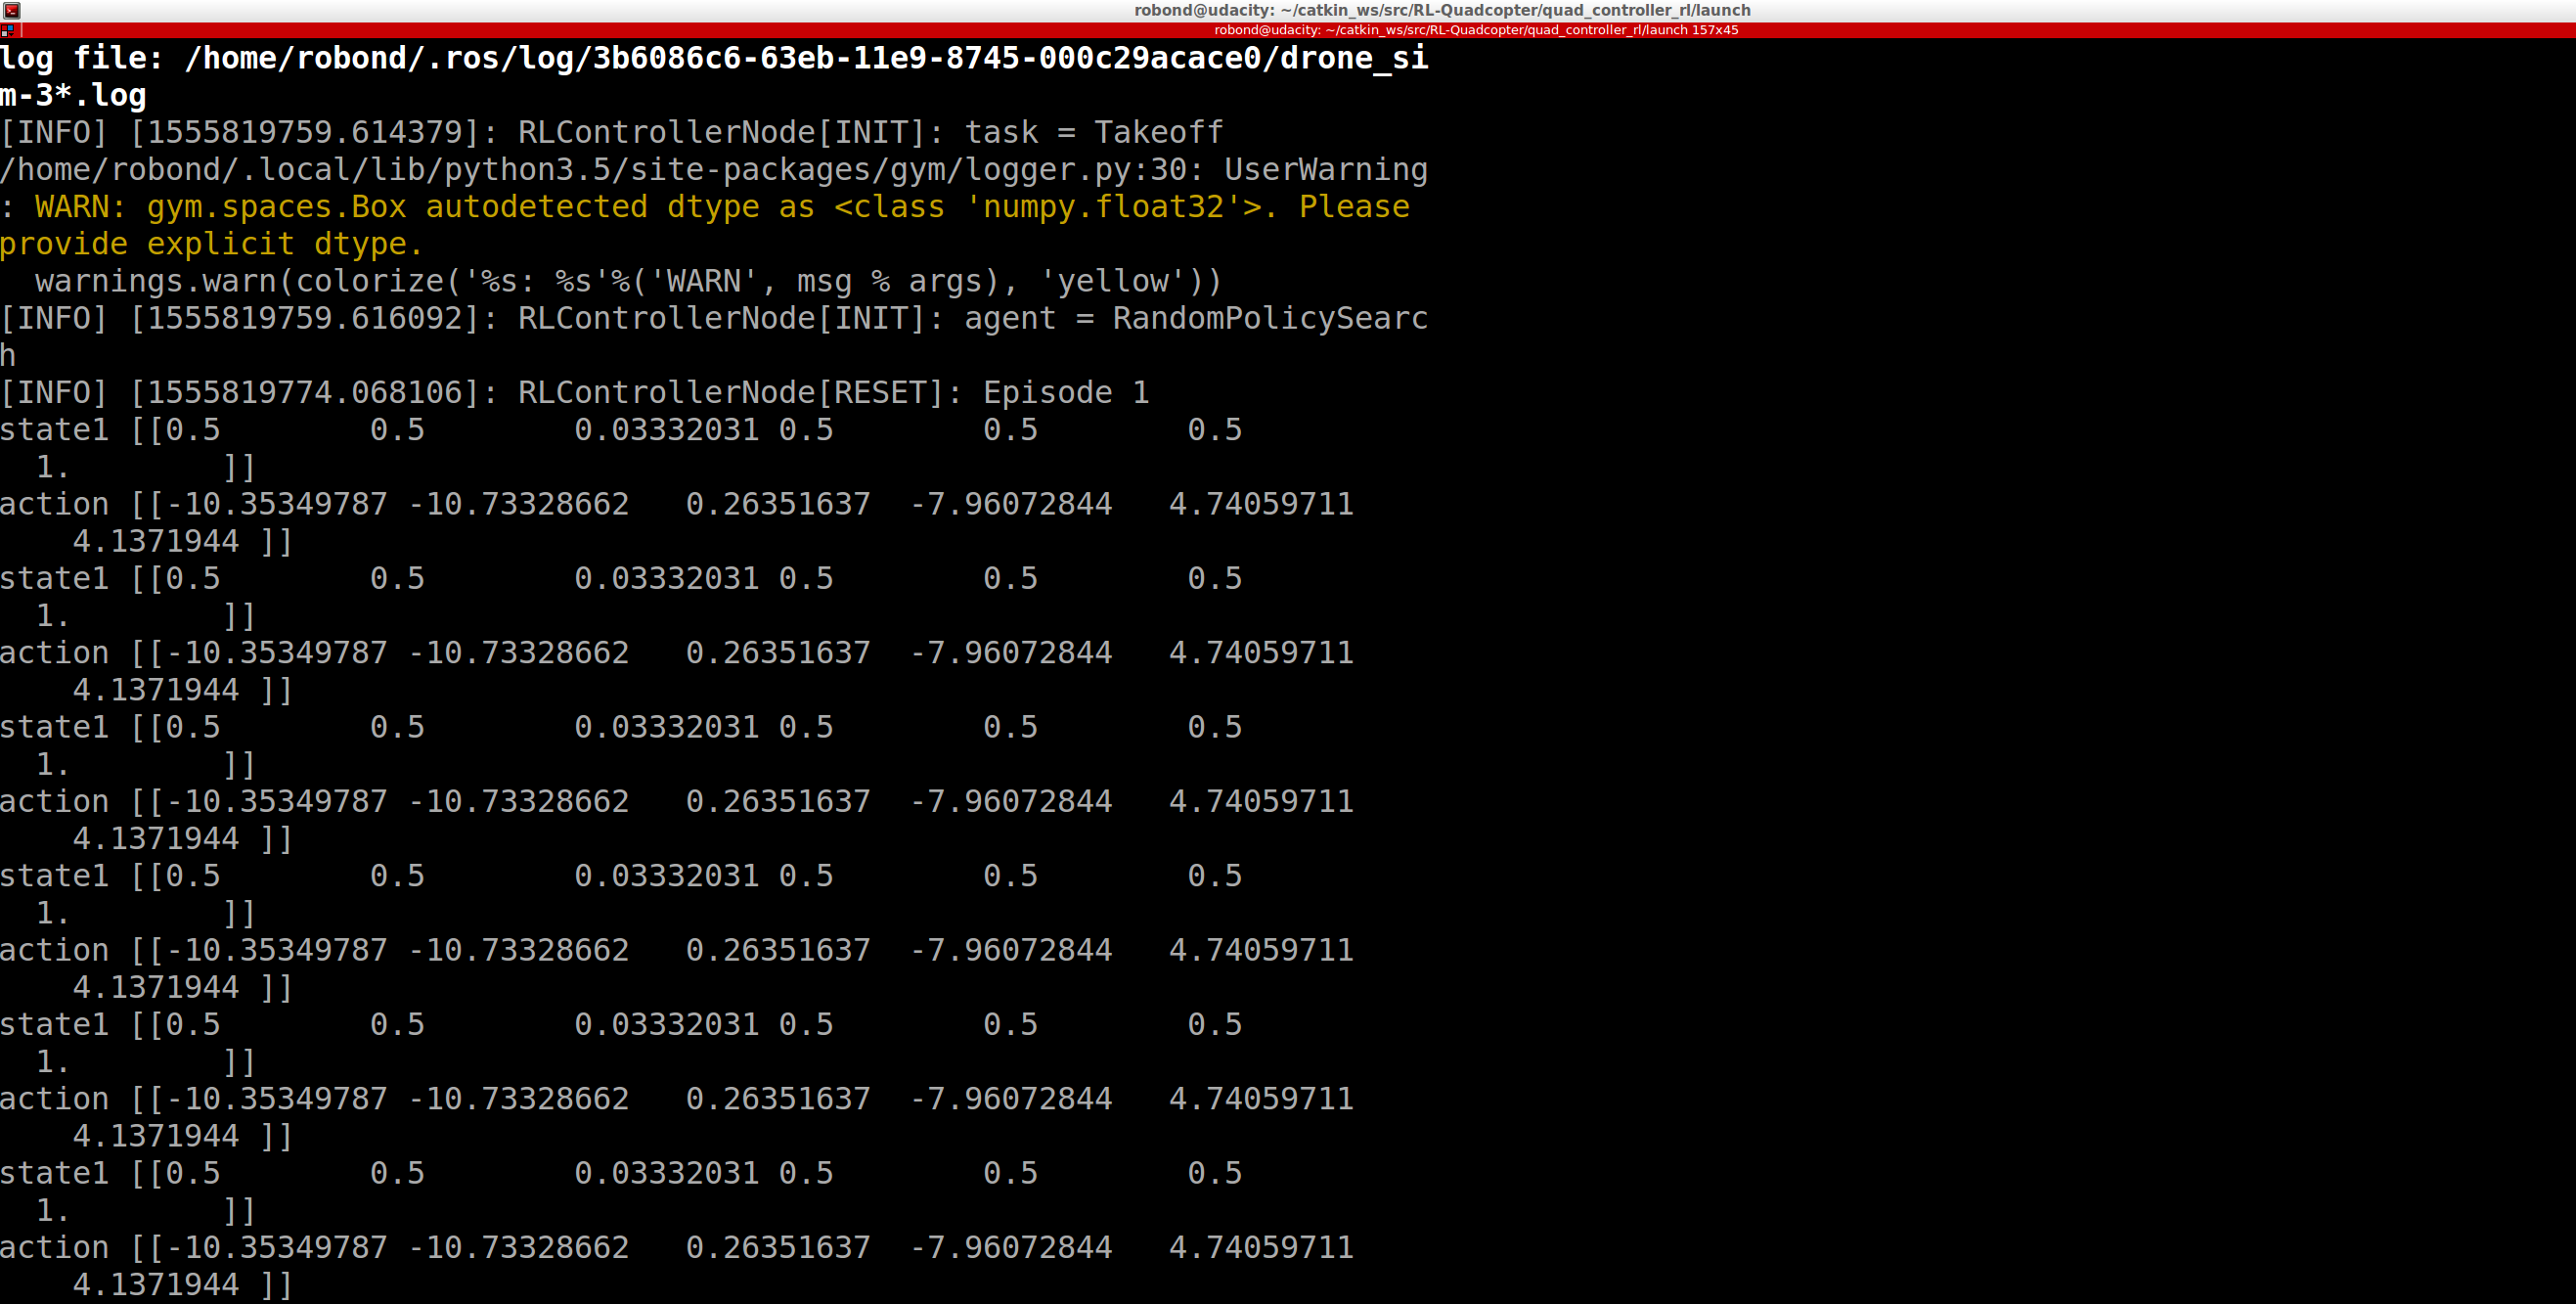 robond@udacity: ~/catkin_ws/src/RL-Quadcopter/quad_controller_rl/launch
robond@udacity: ~/catkin_ws/src/RL-Quadcopter/quad_controller_rl/launch 157x45
log file: /home/robond/.ros/log/3b6086c6-63eb-11e9-8745-000c29acace0/drone_si
m-3*.log
[INFO] [1555819759.614379]: RLControllerNode[INIT]: task = Takeoff
/home/robond/.local/lib/python3.5/site-packages/gym/logger.py:30: UserWarning
: WARN: gym.spaces.Box autodetected dtype as <class 'numpy.float32'>. Please
provide explicit dtype.
  warnings.warn(colorize('%s: %s'%('WARN', msg % args), 'yellow'))
[INFO] [1555819759.616092]: RLControllerNode[INIT]: agent = RandomPolicySearc
h
[INFO] [1555819774.068106]: RLControllerNode[RESET]: Episode 1
state1 [[0.5        0.5        0.03332031 0.5        0.5        0.5
  1.        ]]
action [[-10.35349787 -10.73328662   0.26351637  -7.96072844   4.74059711
    4.1371944 ]]
state1 [[0.5        0.5        0.03332031 0.5        0.5        0.5
  1.        ]]
action [[-10.35349787 -10.73328662   0.26351637  -7.96072844   4.74059711
    4.1371944 ]]
state1 [[0.5        0.5        0.03332031 0.5        0.5        0.5
  1.        ]]
action [[-10.35349787 -10.73328662   0.26351637  -7.96072844   4.74059711
    4.1371944 ]]
state1 [[0.5        0.5        0.03332031 0.5        0.5        0.5
  1.        ]]
action [[-10.35349787 -10.73328662   0.26351637  -7.96072844   4.74059711
    4.1371944 ]]
state1 [[0.5        0.5        0.03332031 0.5        0.5        0.5
  1.        ]]
action [[-10.35349787 -10.73328662   0.26351637  -7.96072844   4.74059711
    4.1371944 ]]
state1 [[0.5        0.5        0.03332031 0.5        0.5        0.5
  1.        ]]
action [[-10.35349787 -10.73328662   0.26351637  -7.96072844   4.74059711
    4.1371944 ]]